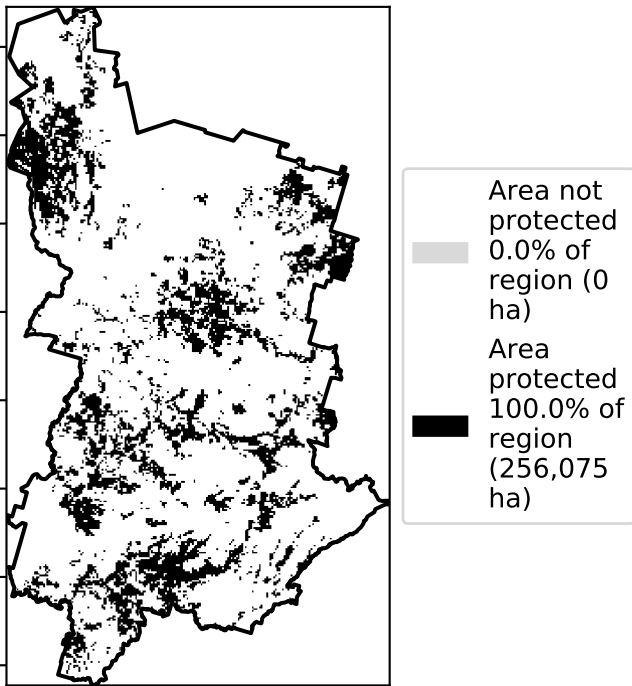 Area not
protected
0.0% of
region (0
ha)
Area
protected
100.0% of
region
(256,075
ha)